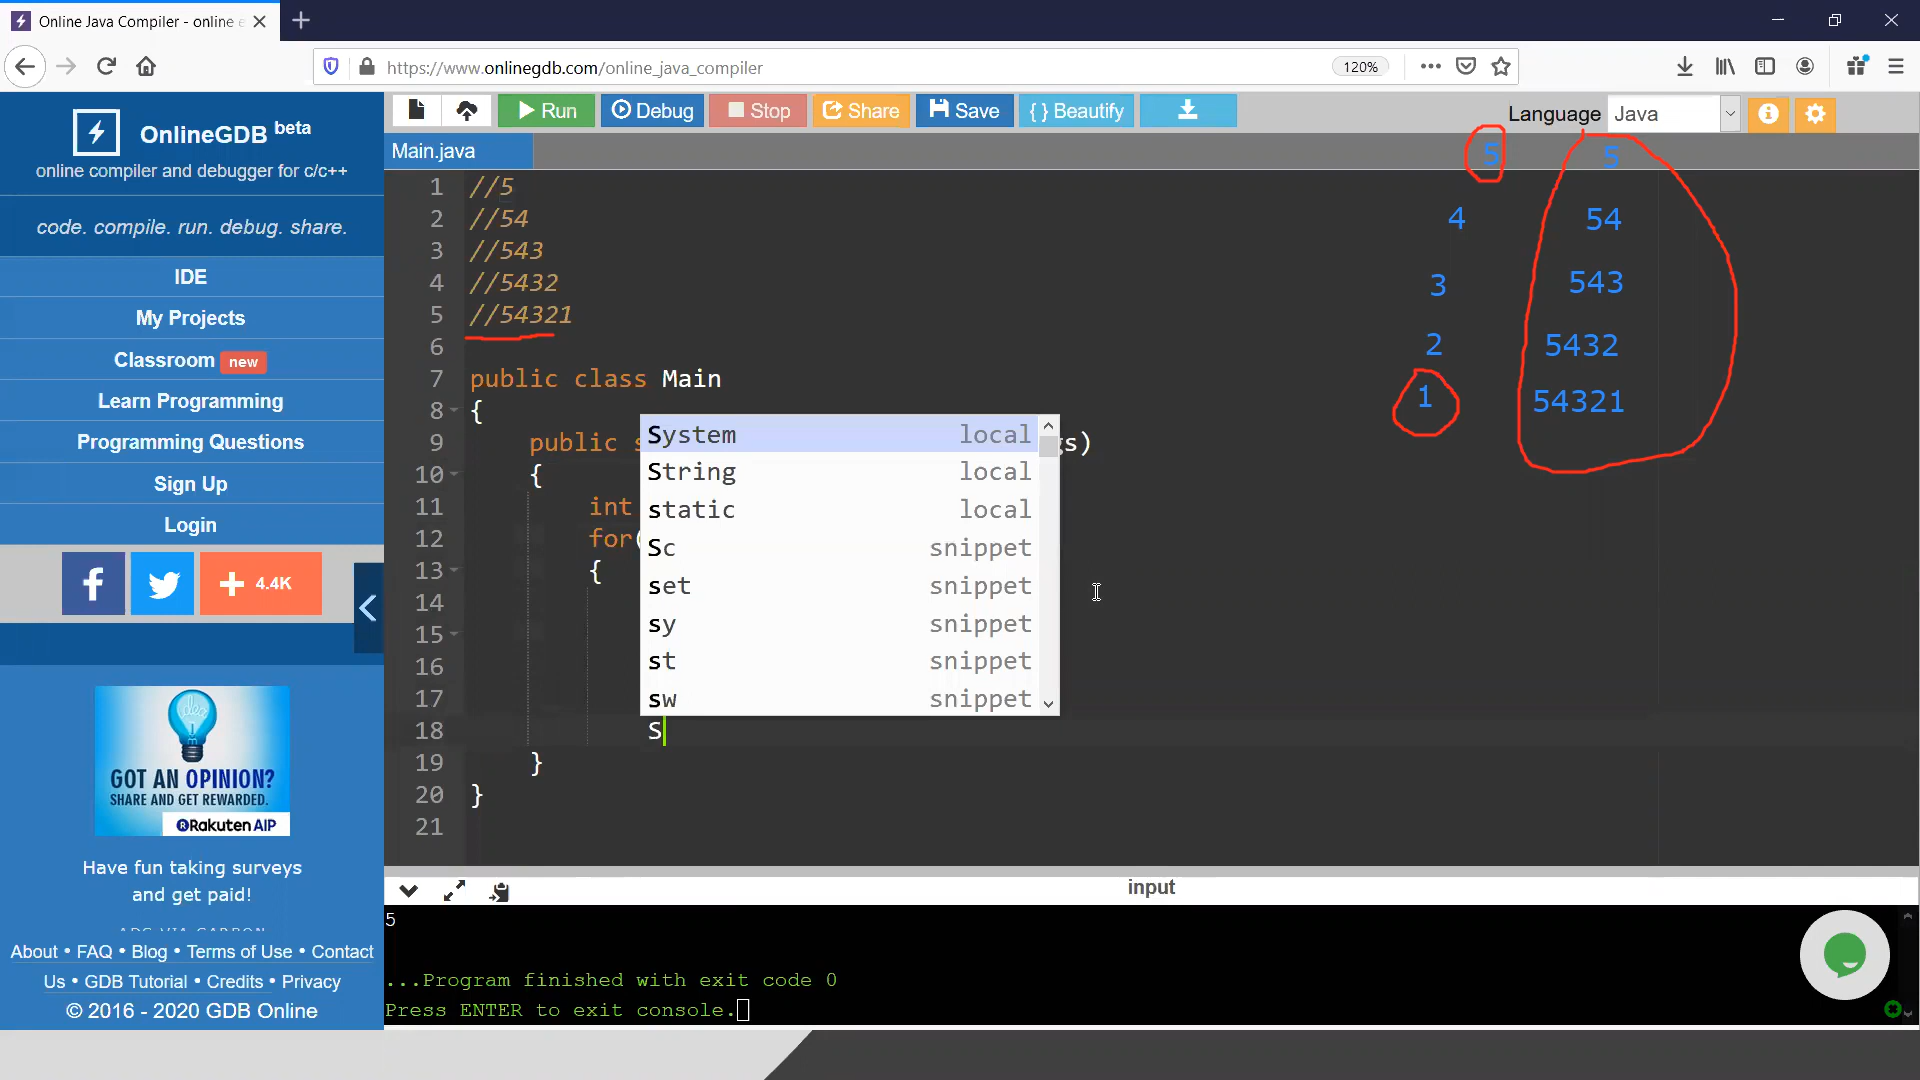 Online Java Compiler - online e
https://www.onlinegdb.com/online_java_compiler
120%
OnlineGDB beta
online compiler and debugger for c/c++
code. compile. run. debug. share.
IDE
My Projects
Classroom new
Learn Programming
Programming Questions
Sign Up
Login
4.4K
GOT AN OPINION?
SHARE AND GET REWARDED.
Rakuten AIP
Have fun taking surveys
and get paid!
ADS VIA CARBON
About • FAQ • Blog • Terms of Use • Contact
Us • GDB Tutorial • Credits • Privacy
© 2016 - 2020 GDB Online
Run Debug Stop Share Save { } Beautify
Language Java
Main.java
1 //5
2 //54
3 //543
4 //5432
5 //54321
6
7 public class Main
8 {
9 public s gs)
10 {
11 int
12 for(
13 {
14
15
16
17
18 S
19 }
20 }
21
System local
String local
static local
Sc snippet
set snippet
sy snippet
st snippet
sw snippet
5 5
4 54
3 543
2 5432
1 54321
input
5
...Program finished with exit code 0
Press ENTER to exit console.